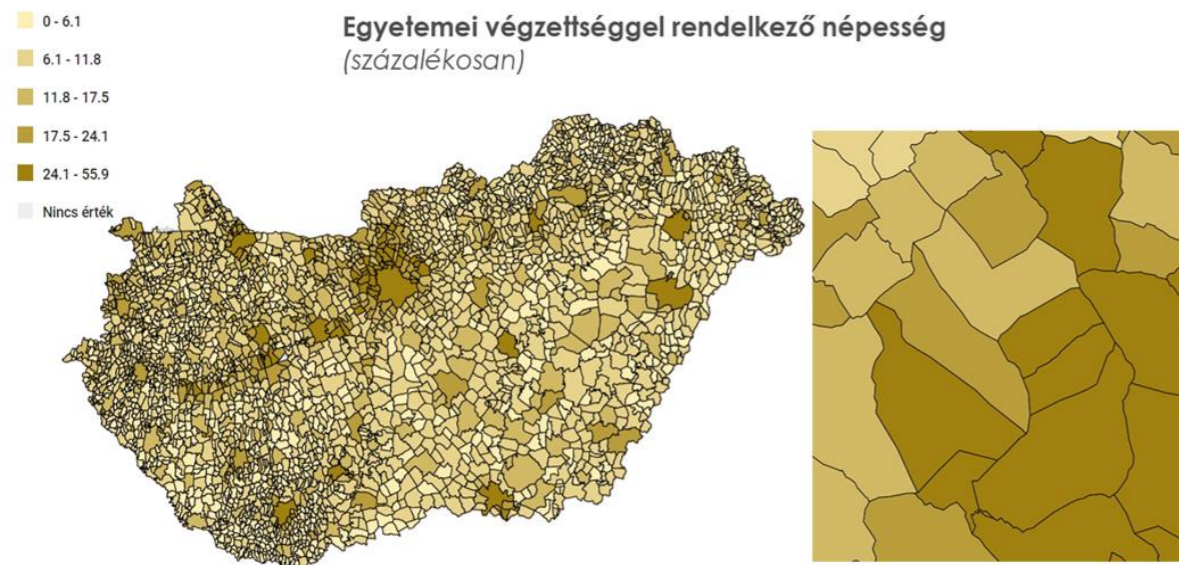 Egyetemei végzettséggel rendelkező népesség
(százalékosan)
0 - 6.1
6.1 - 11.8
11.8 - 17.5
17.5 - 24.1
24.1 - 55.9
Nincs érték